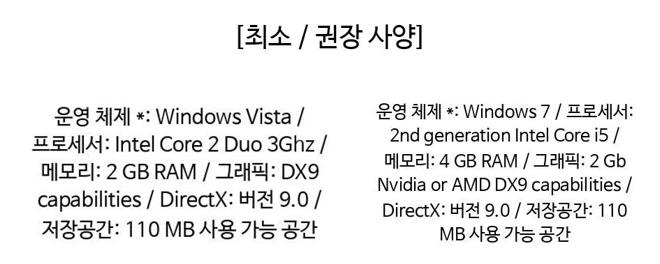 [최소 / 권장 사양]
운영 체제 *: Windows Vista /
프로세서: Intel Core 2 Duo 3Ghz /
메모리: 2 GB RAM / 그래픽: DX9
capabilities / DirectX: 버전 9.0 /
저장공간: 110 MB 사용 가능 공간
운영 체제 *: Windows 7 / 프로세서:
2nd generation Intel Core i5 /
메모리: 4 GB RAM / 그래픽: 2 Gb
Nvidia or AMD DX9 capabilities /
DirectX: 버전 9.0 / 저장공간: 110
MB 사용 가능 공간